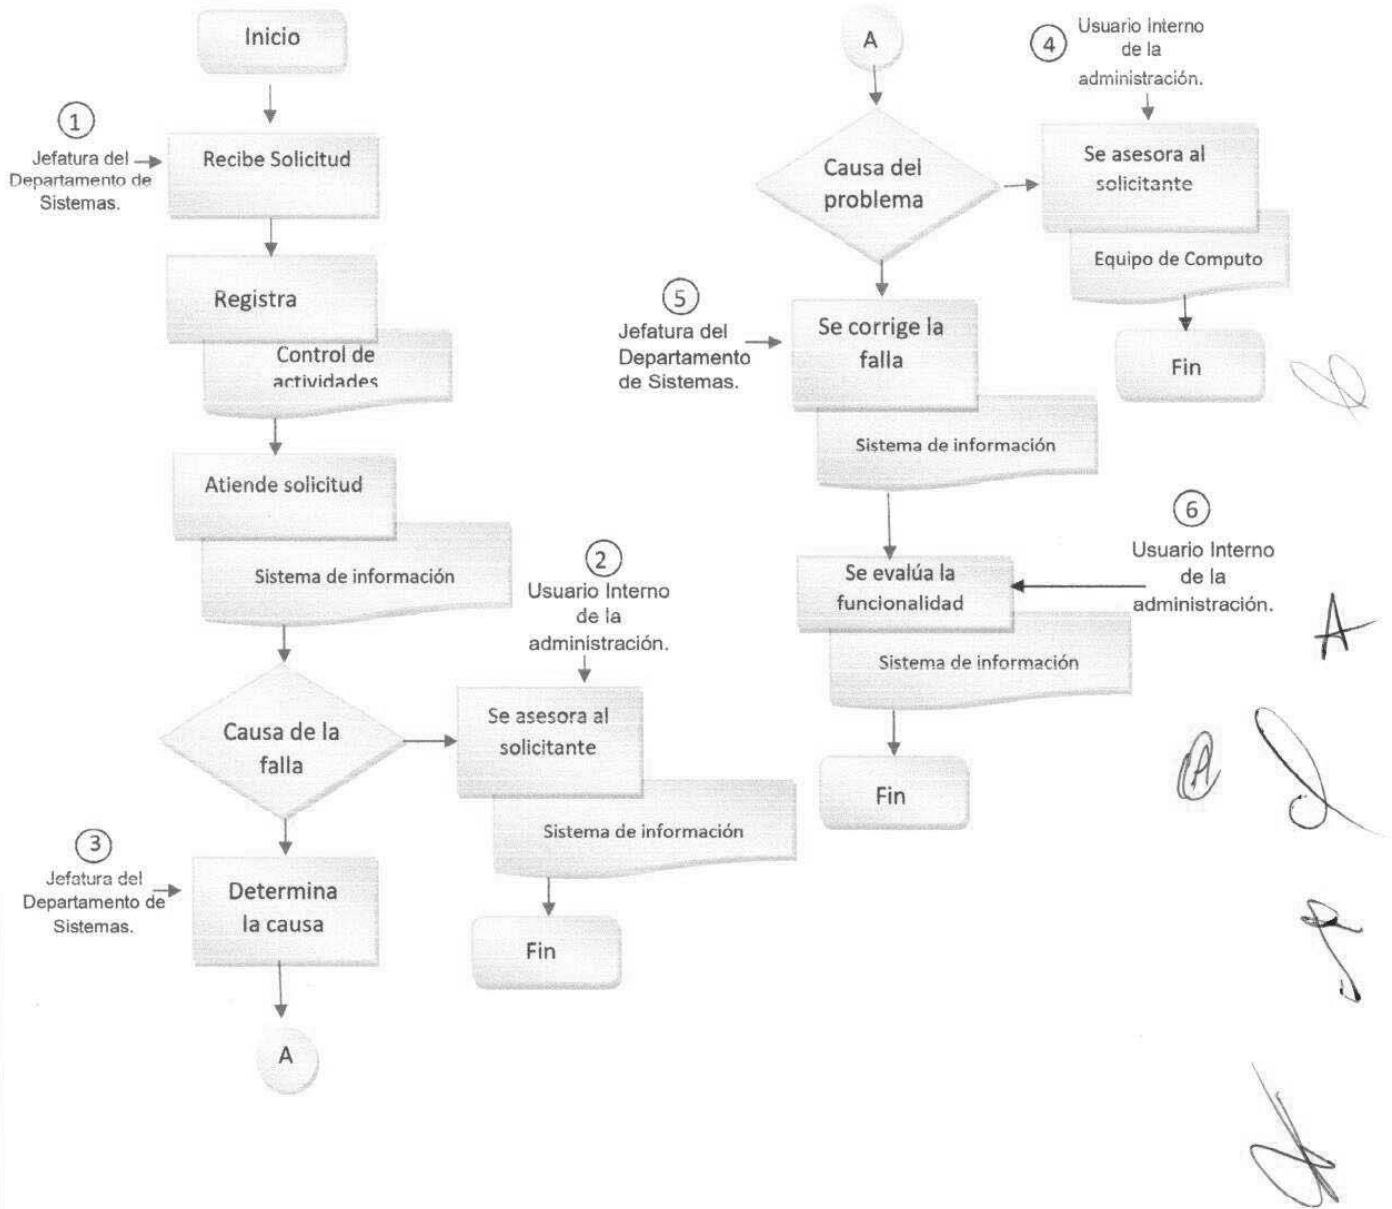 Inicio
1
Jefatura del
Departamento de
Sistemas.
Recibe Solicitud
Registra
Control de
actividades
Atiende solicitud
Sistema de información
2
Usuario Interno
de la
administración.
Causa de la
falla
Se asesora al
solicitante
Sistema de información
Fin
3
Jefatura del
Departamento de
Sistemas.
Determina
la causa
A
A
4
Usuario Interno
de la
administración.
Causa del
problema
Se asesora al
solicitante
Equipo de Computo
Fin
5
Jefatura del
Departamento
de Sistemas.
Se corrige la
falla
Sistema de información
6
Usuario Interno
de la
administración.
Se evalúa la
funcionalidad
Sistema de información
Fin